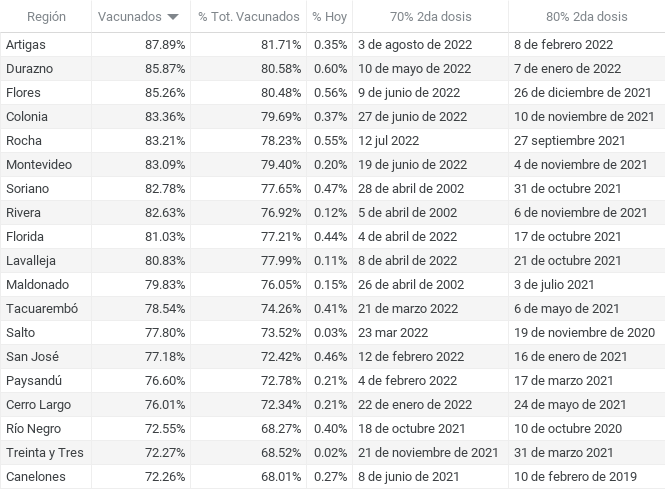 Región Vacunados % Tot. Vacunados % Hoy 70% 2da dosis 80% 2da dosis
Artigas 87.89% 81.71% 0.35% 3 de agosto de 2022 8 de febrero 2022
Durazno 85.87% 80.58% 0.60% 10 de mayo de 2022 7 de enero de 2022
Flores 85.26% 80.48% 0.56% 9 de junio de 2022 26 de diciembre de 2021
Colonia 83.36% 79.69% 0.37% 27 de junio de 2022 10 de noviembre de 2021
Rocha 83.21% 78.23% 0.55% 12 jul 2022 27 septiembre 2021
Montevideo 83.09% 79.40% 0.20% 19 de junio de 2022 4 de noviembre de 2021
Soriano 82.78% 77.65% 0.47% 28 de abril de 2002 31 de octubre 2021
Rivera 82.63% 76.92% 0.12% 5 de abril de 2002 6 de noviembre de 2021
Florida 81.03% 77.21% 0.44% 4 de abril de 2022 17 de octubre 2021
Lavalleja 80.83% 77.99% 0.11% 8 de abril de 2022 21 de octubre 2021
Maldonado 79.83% 76.05% 0.15% 26 de abril de 2002 3 de julio 2021
Tacuarembó 78.54% 74.26% 0.41% 21 de marzo 2022 6 de mayo de 2021
Salto 77.80% 73.52% 0.03% 23 mar 2022 19 de noviembre de 2020
San José 77.18% 72.42% 0.46% 12 de febrero 2022 16 de enero de 2021
Paysandú 76.60% 72.78% 0.21% 4 de febrero 2022 17 de marzo 2021
Cerro Largo 76.01% 72.34% 0.21% 22 de enero de 2022 24 de mayo de 2021
Río Negro 72.55% 68.27% 0.40% 18 de octubre 2021 10 de octubre 2020
Treinta y Tres 72.27% 68.52% 0.02% 21 de noviembre de 2021 31 de marzo 2021
Canelones 72.26% 68.01% 0.27% 8 de junio de 2021 10 de febrero de 2019